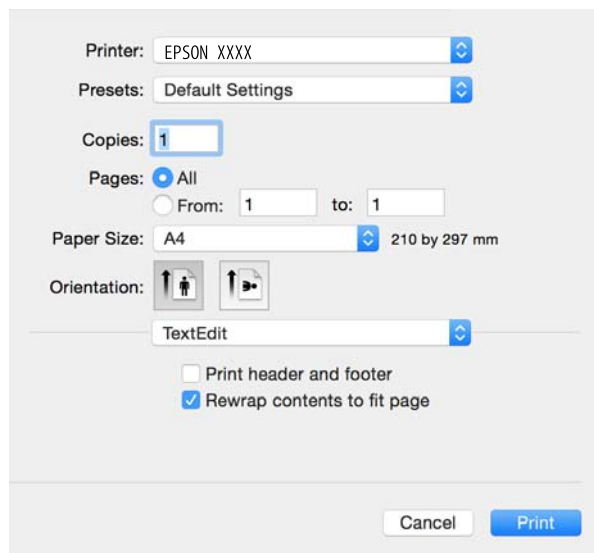 Printer: EPSON XXXX
Presets: Default Settings
Copies: 1
Pages: All
From: 1 to: 1
Paper Size: A4 210 by 297 mm
Orientation:
TextEdit
Print header and footer
Rewrap contents to fit page
Cancel Print